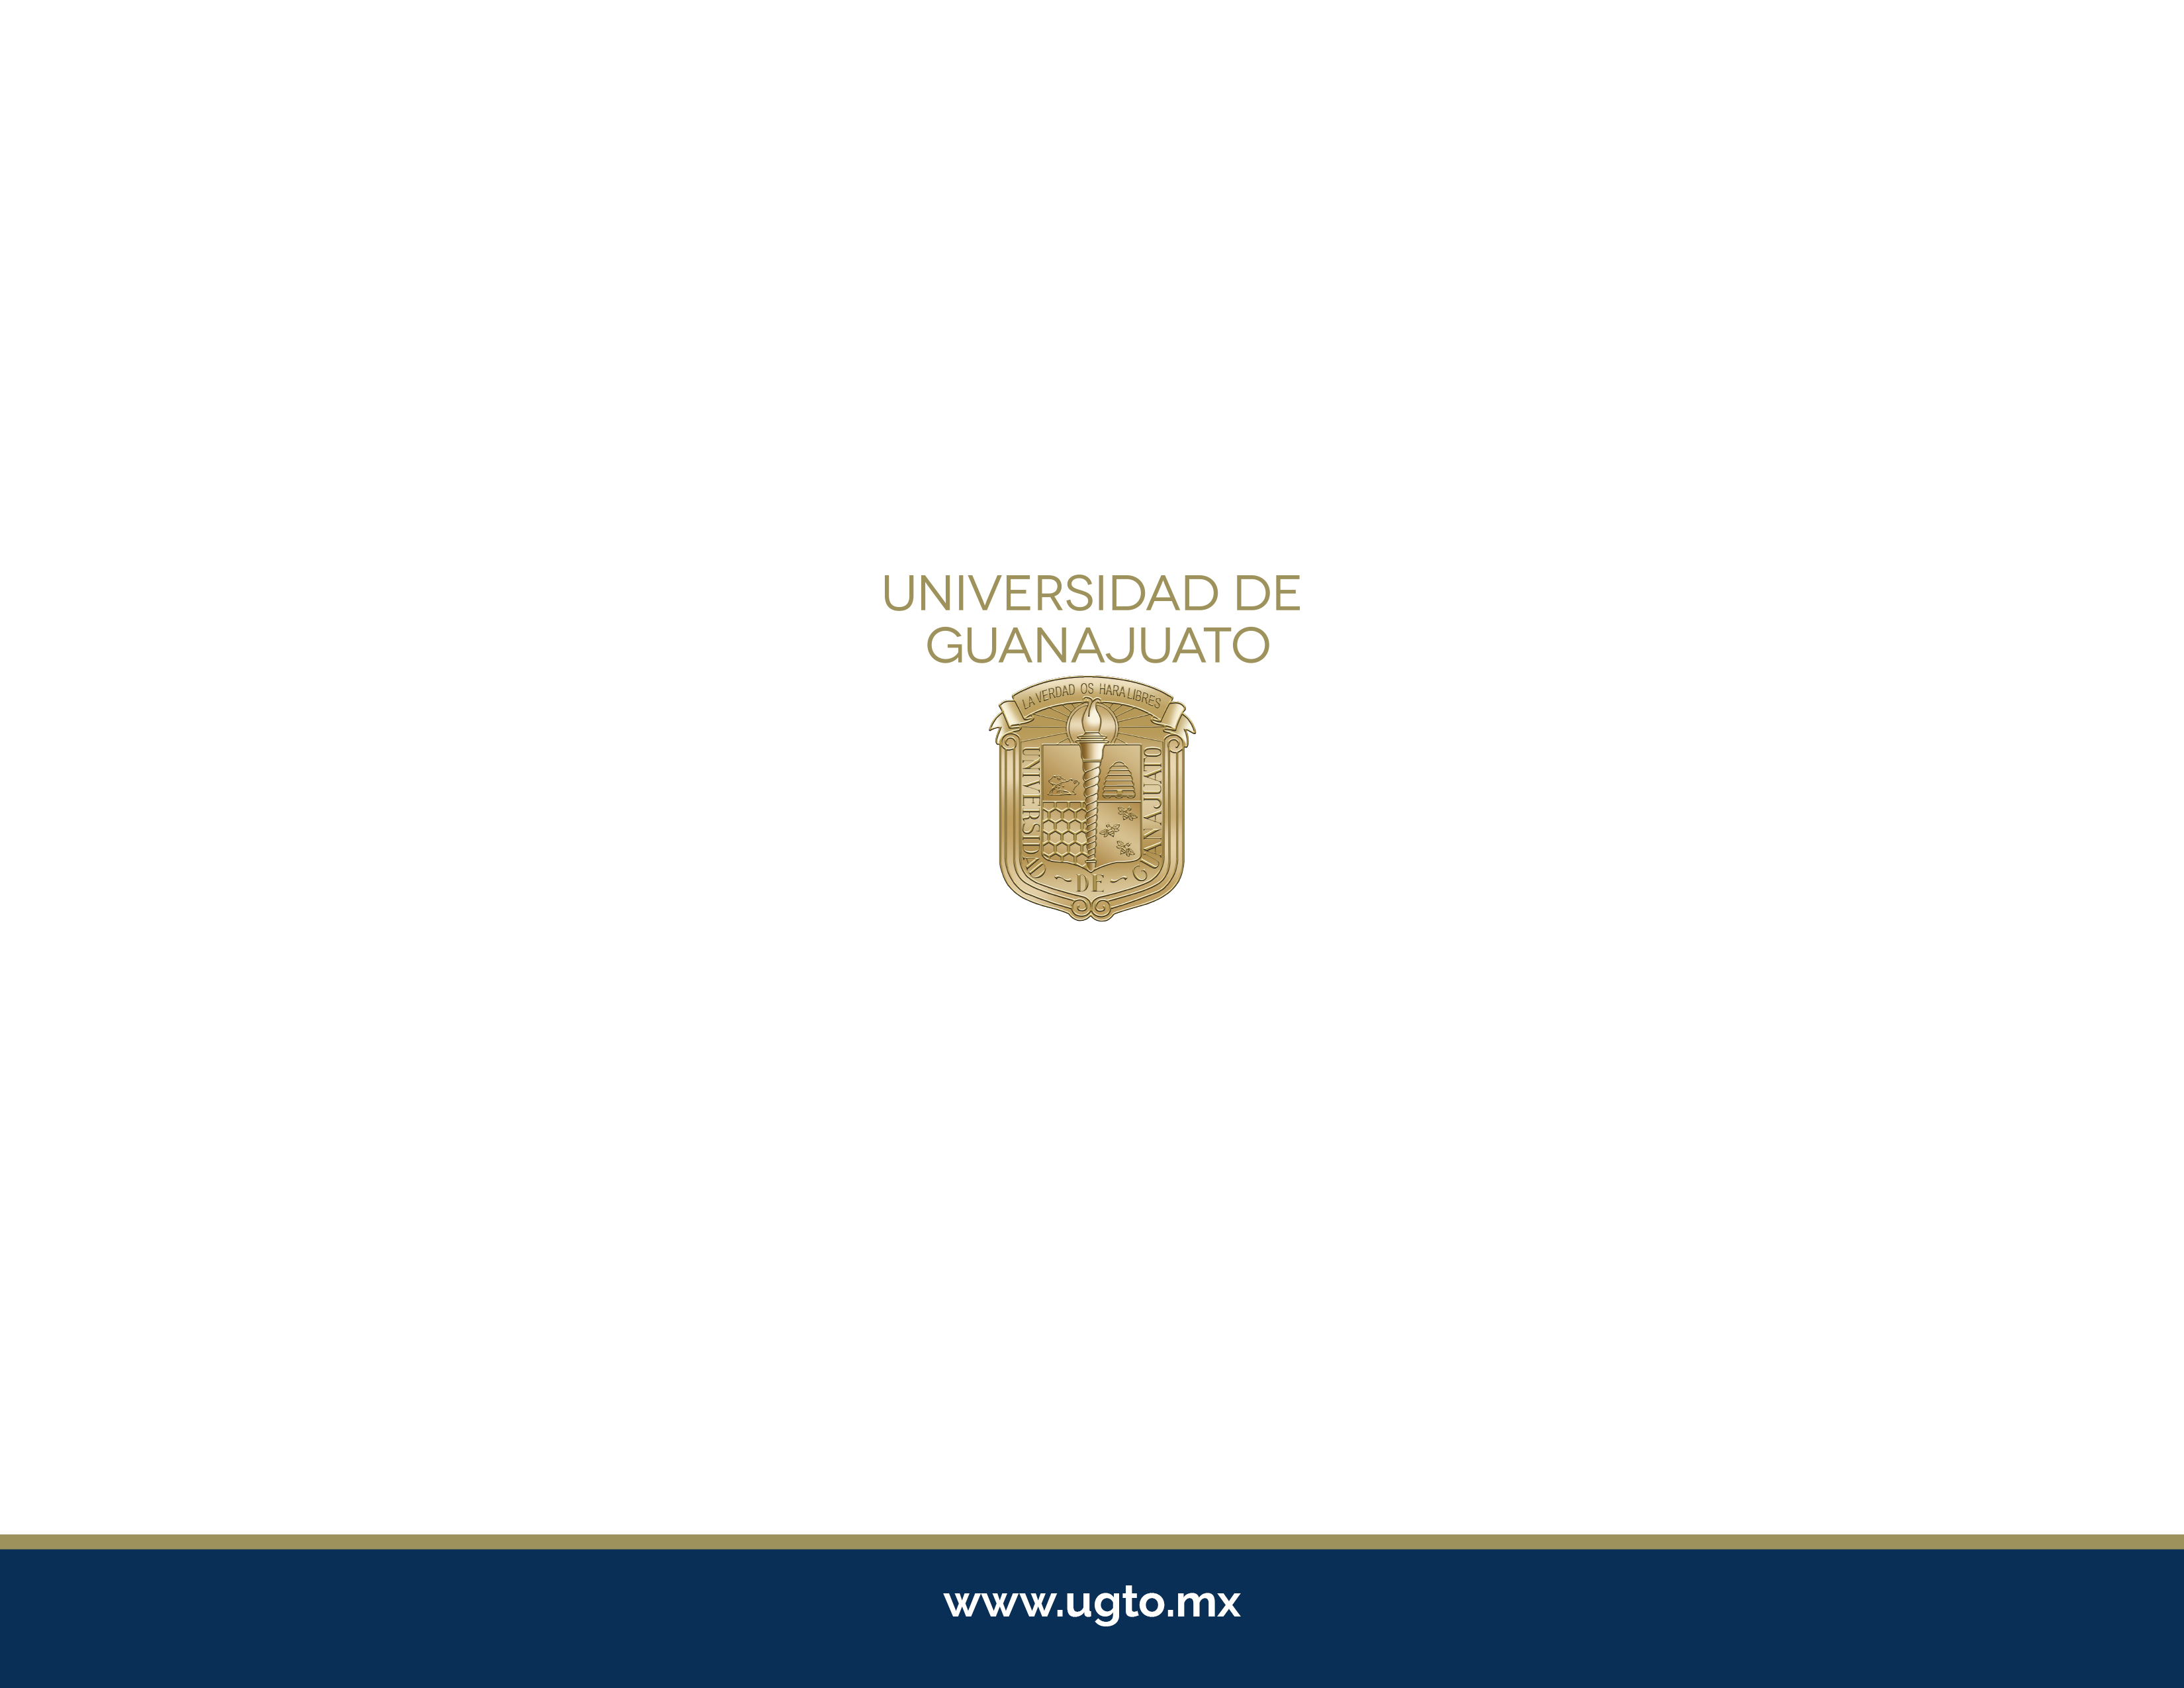 UNIVERSIDAD DE
GUANAJUATO
LA VERDAD OS HARA LIBRES
UNIVERSIDAD
DE
GUANAJUATO
www.ugto.mx